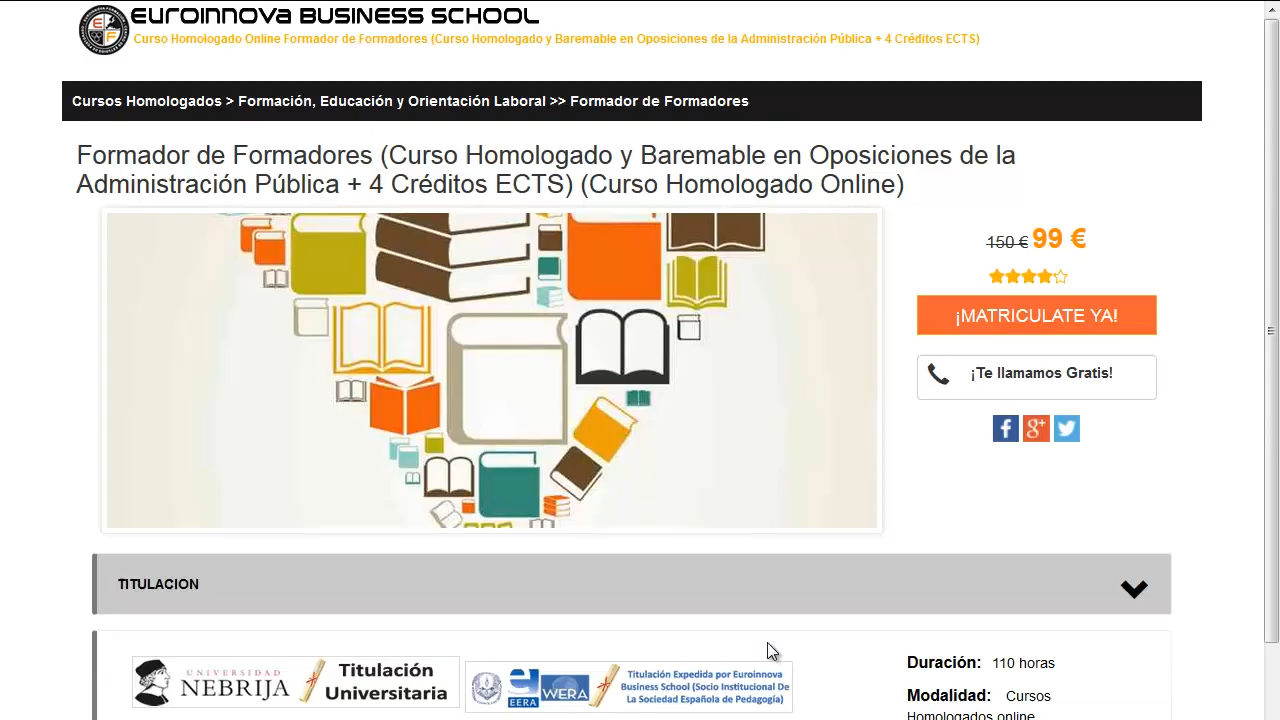 Euroinnova BUSINESS SCHOOL
Curso Homologado Online Formador de Formadores (Curso Homologado y Baremable en Oposiciones de la Administración Pública + 4 Créditos ECTS)
Cursos Homologados > Formación, Educación y Orientación Laboral >> Formador de Formadores
Formador de Formadores (Curso Homologado y Baremable en Oposiciones de la
Administración Pública + 4 Créditos ECTS) (Curso Homologado Online)
150 € 99 €
¡MATRICULATE YA!
¡Te llamamos Gratis!
TITULACION
UNIVERSIDAD
NEBRIJA
Titulación
Universitaria
EERA
WERA
Titulación Expedida por Euroinnova
Business School (Socio Institucional De
La Sociedad Española de Pedagogía)
Duración: 110 horas
Modalidad: Cursos
Homologados online